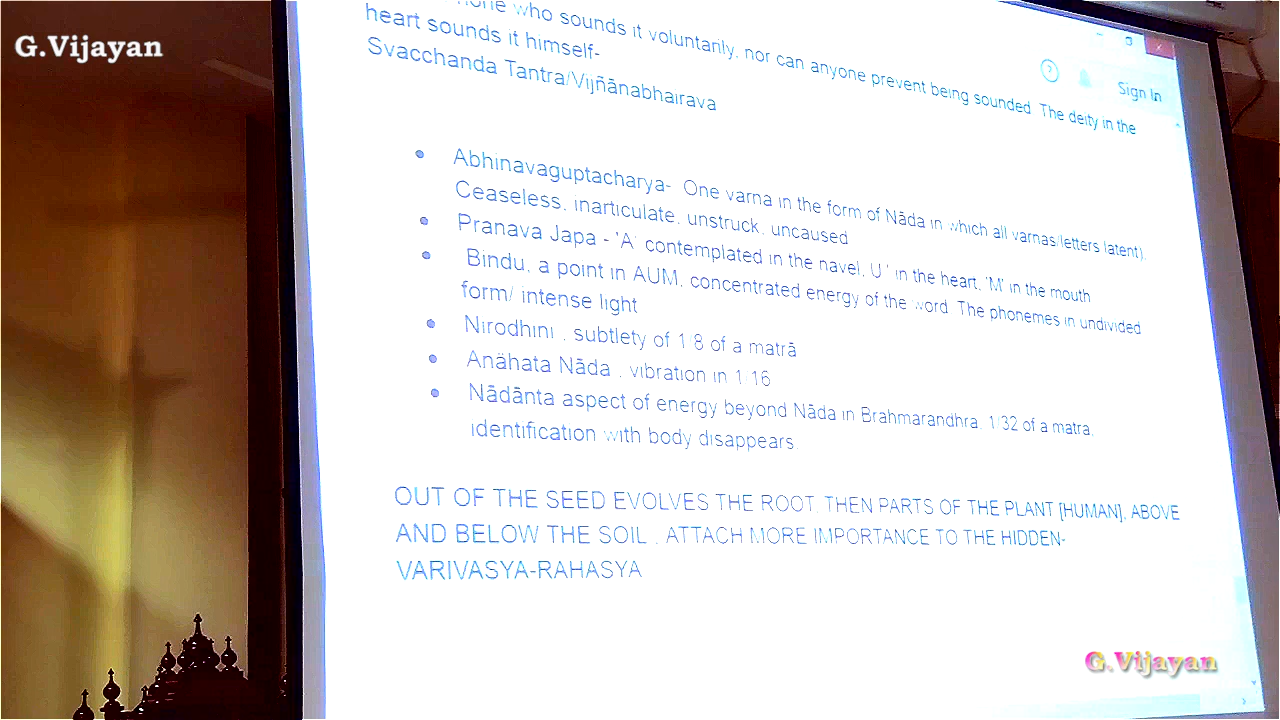 G.Vijayan
who sounds it voluntarily, nor can anyone prevent being sounded. The deity in the
heart sounds it himself-
Svacchanda Tantra/Vijñānabhairava
Sign In
Abhinavaguptacharya- One varna in the form of Nāda in which all varnas/letters latent).
Ceaseless, inarticulate, unstruck, uncaused
Pranava Japa - 'A' contemplated in the navel, U ' in the heart, 'M' in the mouth
Bindu, a point in AUM, concentrated energy of the word. The phonemes in undivided
form/ intense light
Nirodhini , subtlety of 1/8 of a matrā
Anähata Nāda , vibration in 1/16
Nādānta aspect of energy beyond Nāda in Brahmarandhra, 1/32 of a matra,
identification with body disappears.
OUT OF THE SEED EVOLVES THE ROOT, THEN PARTS OF THE PLANT [HUMAN], ABOVE
AND BELOW THE SOIL . ATTACH MORE IMPORTANCE TO THE HIDDEN-
VARIVASYA-RAHASYA
G.Vijayan